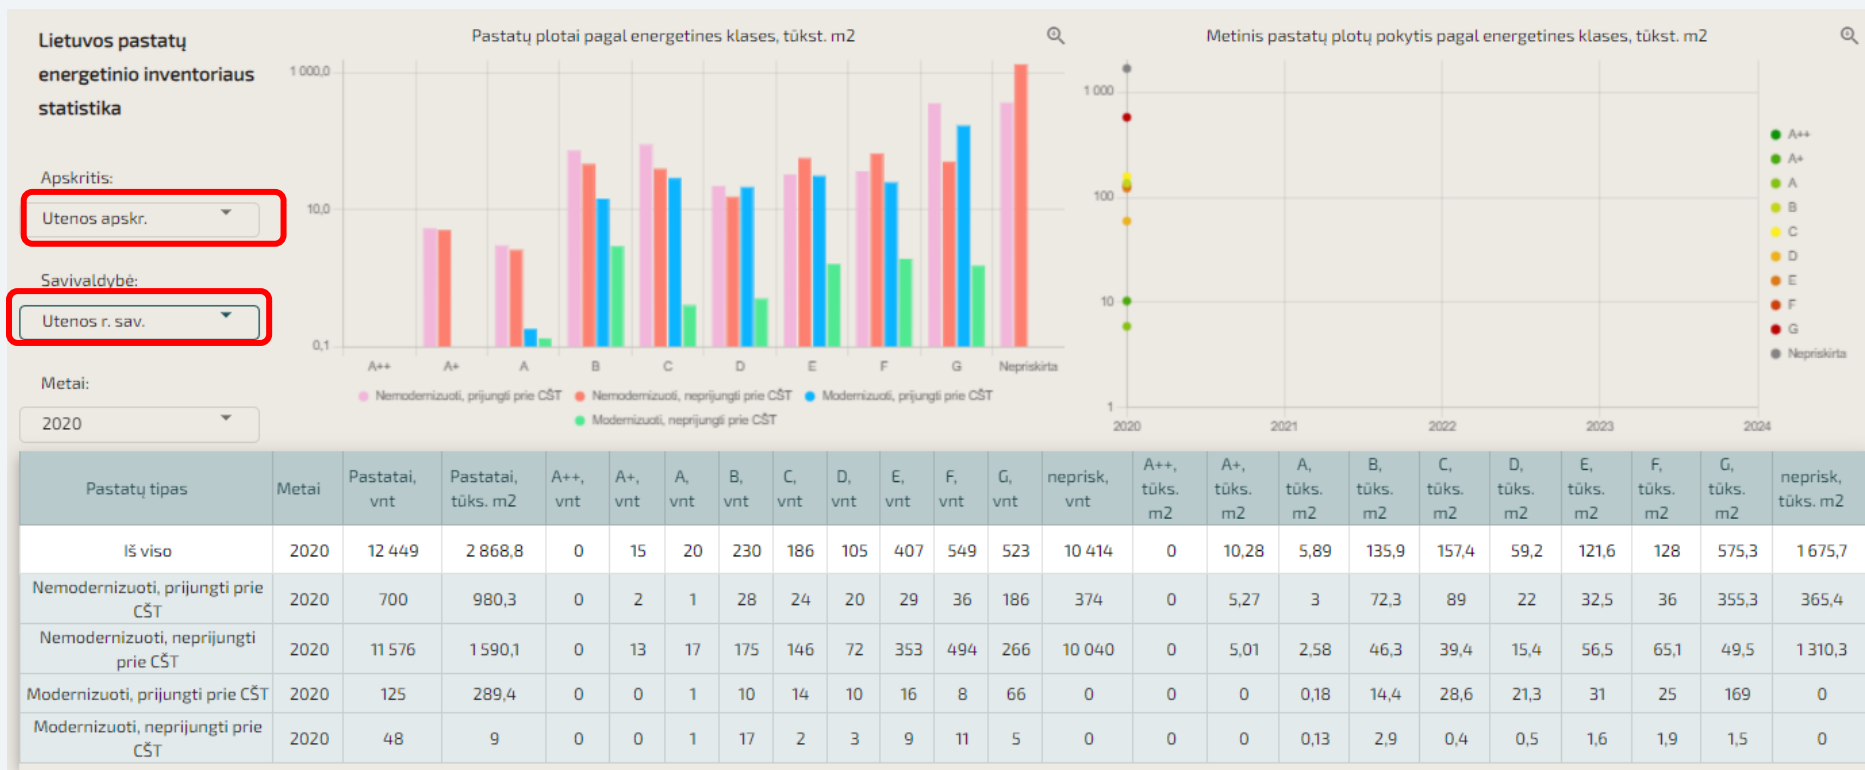 Lietuvos pastatų
energetinio inventoriaus
statistika
Apskritis:
Utenos apskr.
Savivaldybė:
Utenos r. sav.
Metai:
2020
Pastatų plotai pagal energetines klases, tūkst. m2
1 000,0
10,0
0,1
A++ A+ A B C D E F G Nepriskirta
Nemodernizuoti, prijungti prie CŠT Nemodernizuoti, neprijungti prie CŠT Modernizuoti, prijungti prie CŠT
Modernizuoti, neprijungti prie CŠT
Metinis pastatų plotų pokytis pagal energetines klases, tūkst. m2
1 000
100
10
1
2020 2021 2022 2023 2024
A++
A+
A
B
C
D
E
F
G
Nepriskirta
Pastatų tipas Metai Pastatai, vnt Pastatai, tūks. m2 A++, vnt A+, vnt A, vnt B, vnt C, vnt D, vnt E, vnt F, vnt G, vnt neprisk, vnt A++, tūks. m2 A+, tūks. m2 A, tūks. m2 B, tūks. m2 C, tūks. m2 D, tūks. m2 E, tūks. m2 F, tūks. m2 G, tūks. m2 neprisk, tūks. m2
Iš viso 2020 12 449 2 868,8 0 15 20 230 186 105 407 549 523 10 414 0 10,28 5,89 135,9 157,4 59,2 121,6 128 575,3 1 675,7
Nemodernizuoti, prijungti prie CŠT 2020 700 980,3 0 2 1 28 24 20 29 36 186 374 0 5,27 3 72,3 89 22 32,5 36 355,3 365,4
Nemodernizuoti, neprijungti prie CŠT 2020 11 576 1 590,1 0 13 17 175 146 72 353 494 266 10 040 0 5,01 2,58 46,3 39,4 15,4 56,5 65,1 49,5 1 310,3
Modernizuoti, prijungti prie CŠT 2020 125 289,4 0 0 1 10 14 10 16 8 66 0 0 0 0,18 14,4 28,6 21,3 31 25 169 0
Modernizuoti, neprijungti prie CŠT 2020 48 9 0 0 1 17 2 3 9 11 5 0 0 0 0,13 2,9 0,4 0,5 1,6 1,9 1,5 0